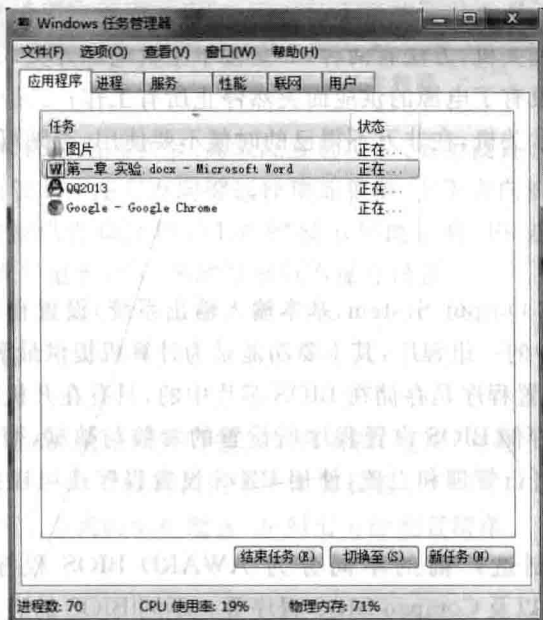 Windows 任务管理器
文件(F) 选项(O) 查看(V) 窗口(W) 帮助(H)
应用程序 进程 服务 性能 联网 用户
任务 状态
图片 正在...
第一章 实验.docx - Microsoft Word 正在...
QQ2013 正在...
Google - Google Chrome 正在...
结束任务(E) 切换至(S) 新任务(N)...
进程数: 70 CPU 使用率: 19% 物理内存: 71%